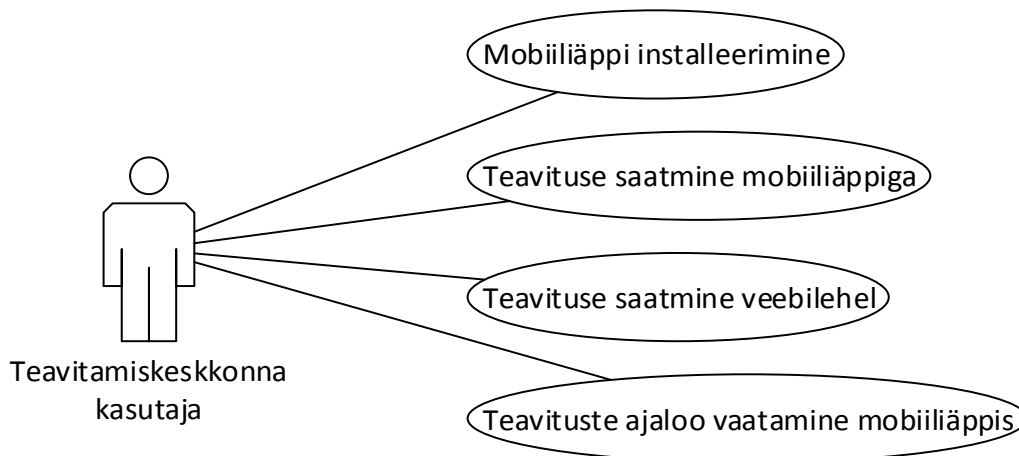 Mobiiliäppi installeerimine
Teavituse saatmine mobiiliäppiga
Teavituse saatmine veebilehel
Teavitamiskeskkonna
kasutaja
Teavituste ajaloo vaatamine mobiiliäppis